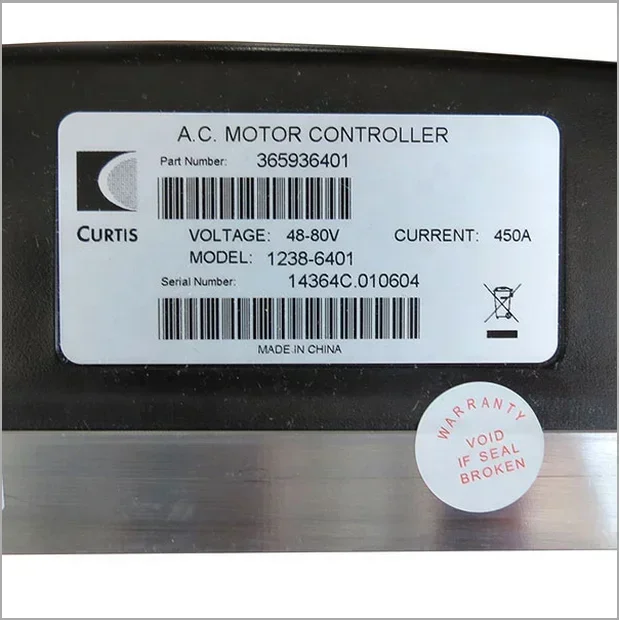 A.C. MOTOR CONTROLLER
Part Number: 365936401
CURTIS
VOLTAGE: 48-80V CURRENT: 450A
MODEL: 1238-6401
Serial Number: 14364C.010604
MADE IN CHINA
WARRANTY
VOID
IF SEAL
BROKEN